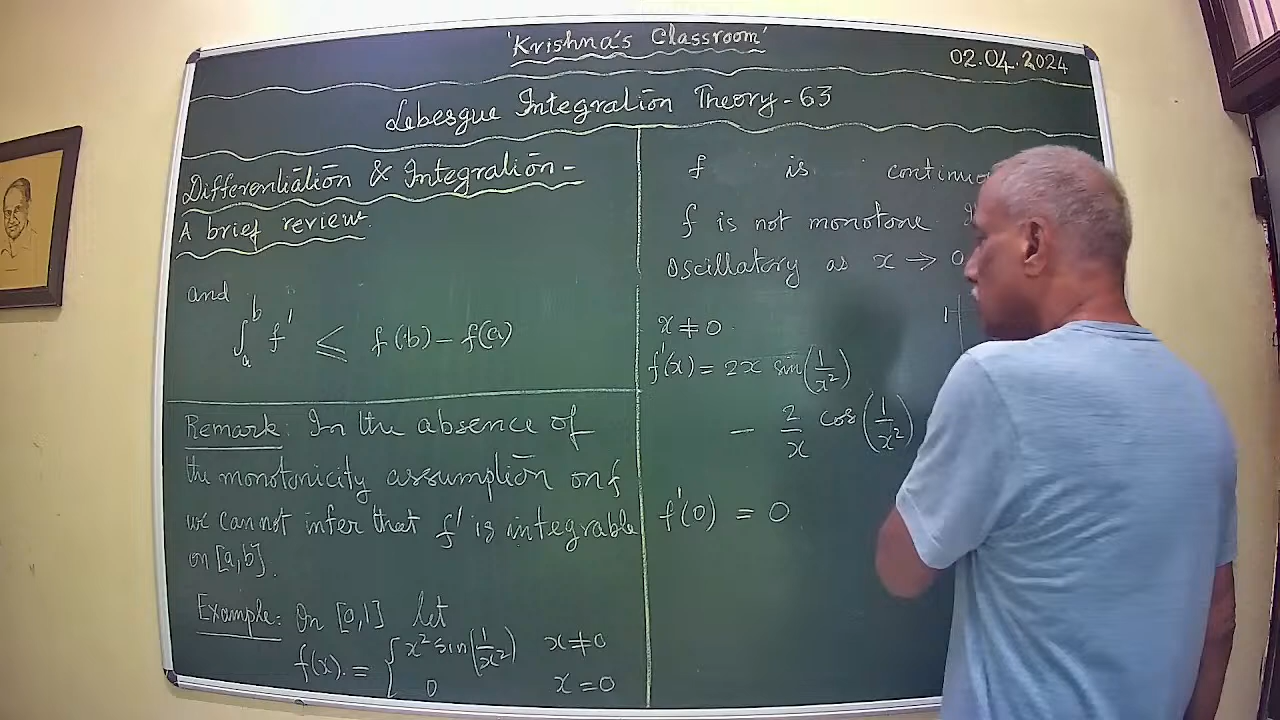 'Krishna's Classroom'
02.04.2024
Lebesgue Integration Theory-63
Differentiation & Integration-
A brief review.
and
∫ₐᵇ f' ≤ f(b)-f(a)
Remark: In the absence of
the monotonicity assumption on f
we cannot infer that f' is integrable
on [a,b].
Example: On [0,1] let
f(x) = { x² sin(1/x²) x≠0
0 x=0
f is
f is not monotone
oscillatory as x → 0
1
x≠0.
f'(x) = 2x sin(1/x²)
- 2/x cos(1/x²)
f'(0) = 0